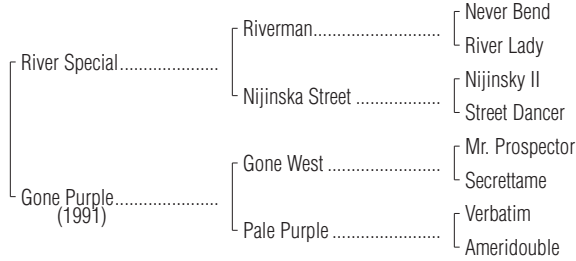 Never Bend
Riverman.......................................
River Lady
River Special.......................
Nijinsky II
Nijinska Street ...........................
Street Dancer
Mr. Prospector
Gone West ...................................
Secrettame
Gone Purple........................
(1991)
Verbatim
Pale Purple .................................
Ameridouble